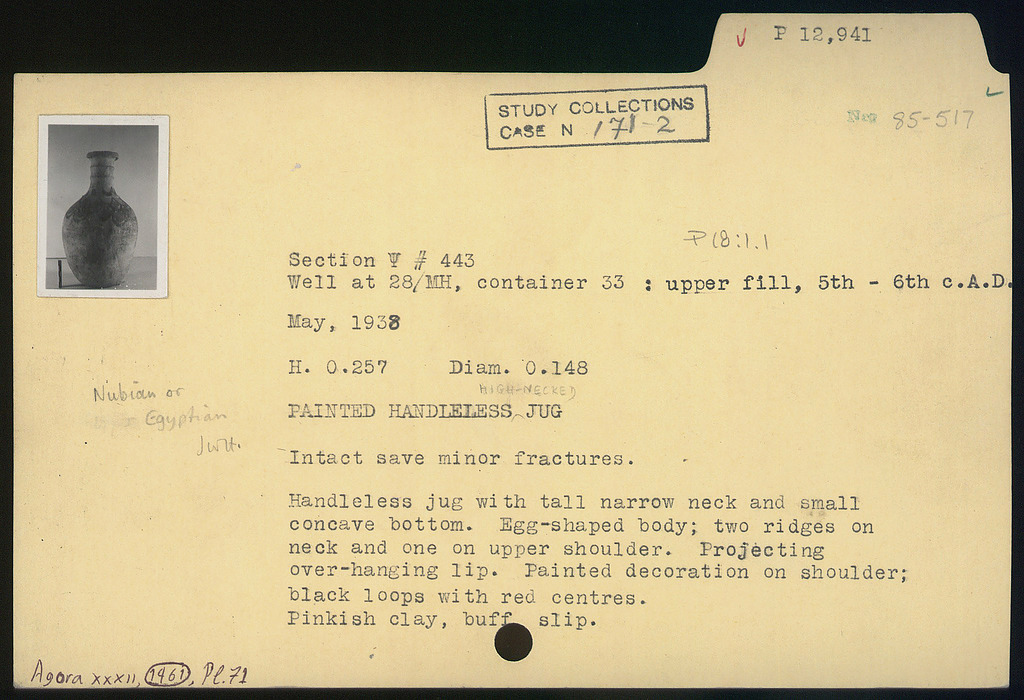 P 12,941
STUDY COLLECTIONS
CASE N 171-2
Neg 85-517
P 18:1.1
Section Ψ # 443
Well at 28/MH, container 33 : upper fill, 5th - 6th c.A.D.
May, 1938
H. 0.257 Diam. 0.148
HIGH-NECKED
PAINTED HANDLELESS JUG
Nubian or
Egyptian
JWH.
Intact save minor fractures.
Handleless jug with tall narrow neck and small
concave bottom. Egg-shaped body; two ridges on
neck and one on upper shoulder. Projecting
over-hanging lip. Painted decoration on shoulder;
black loops with red centres.
Pinkish clay, buff slip.
Agora XXXII, 1461, Pl. 71